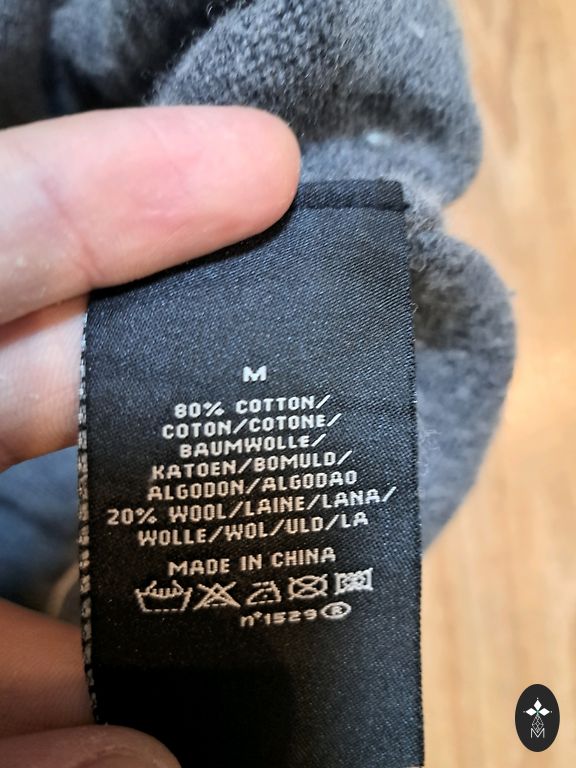 M
80% COTTON/
COTON/COTONE/
BAUMWOLLE/
KATOEN/BOMULD/
ALGODON/ALGODAO
20% WOOL/LAINE/LANA/
WOLLE/WOL/ULD/LA
MADE IN CHINA
n°1529®
M